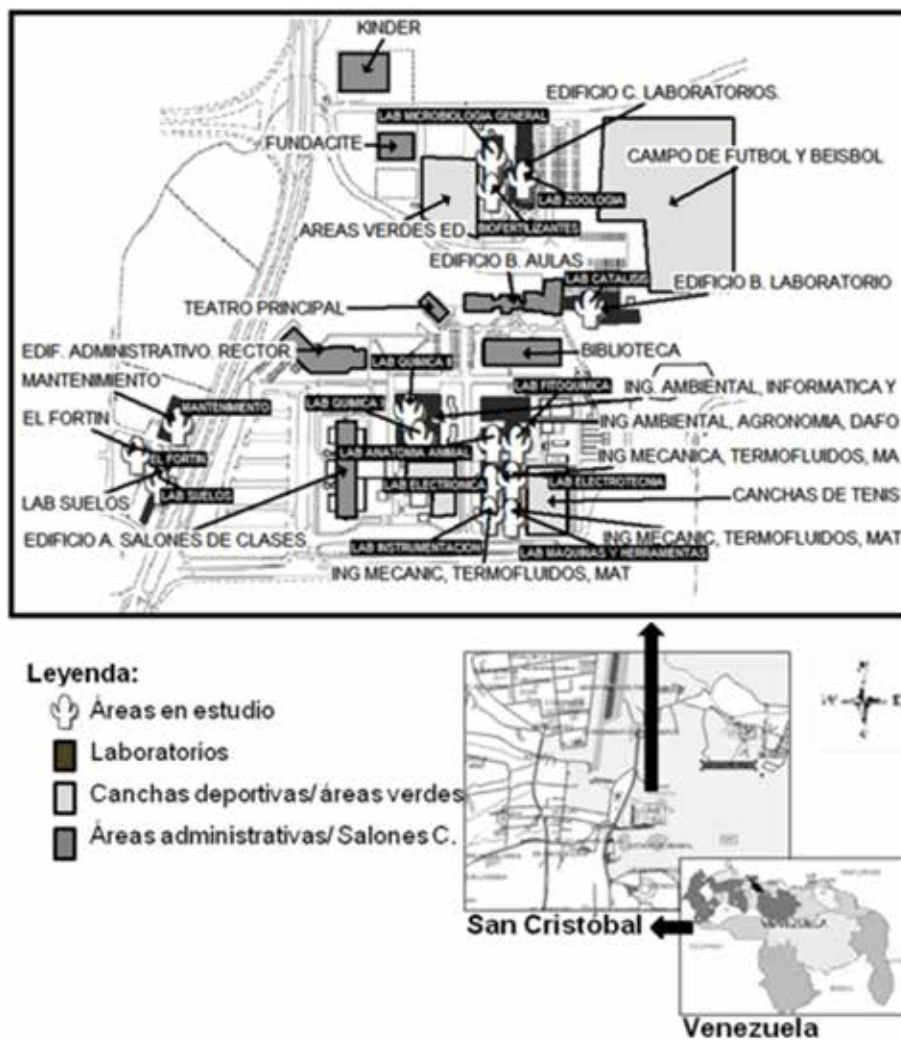 KINDER
EDIFICIO C. LABORATORIOS.
LAB MICROBIOLOGIA GENERAL
FUNDACITE
CAMPO DE FUTBOL Y BEISBOL
LAB ZOOLOGIA
AREAS VERDES ED.
BIOFERTILIZANTES
EDIFICIO B. AULAS
LAB CATALISIS
EDIFICIO B. LABORATORIO
TEATRO PRINCIPAL
EDIF. ADMINISTRATIVO. RECTOR
LAB QUIMICA II
BIBLIOTECA
MANTENIMIENTO
LAB FITOQUIMICA
ING. AMBIENTAL, INFORMATICA Y
MANTENIMIENTO
LAB QUIMICA I
EL FORTIN
ING AMBIENTAL, AGRONOMIA, DAFO
LAB ANATOMIA ANIMAL
EL FORTIN
ING MECANICA, TERMOFLUIDOS, MA
LAB SUELOS
LAB ELECTRONICA
LAB ELECTROTECNIA
LAB SUELOS
CANCHAS DE TENIS
EDIFICIO A. SALONES DE CLASES
ING MECANIC, TERMOFLUIDOS, MAT
LAB INSTRUMENTACION
LAB MAQUINAS Y HERRAMIENTAS
ING MECANIC, TERMOFLUIDOS, MAT
Leyenda:
Áreas en estudio
Laboratorios
Canchas deportivas/áreas verdes
Áreas administrativas/Salones C.
San Cristóbal
Venezuela